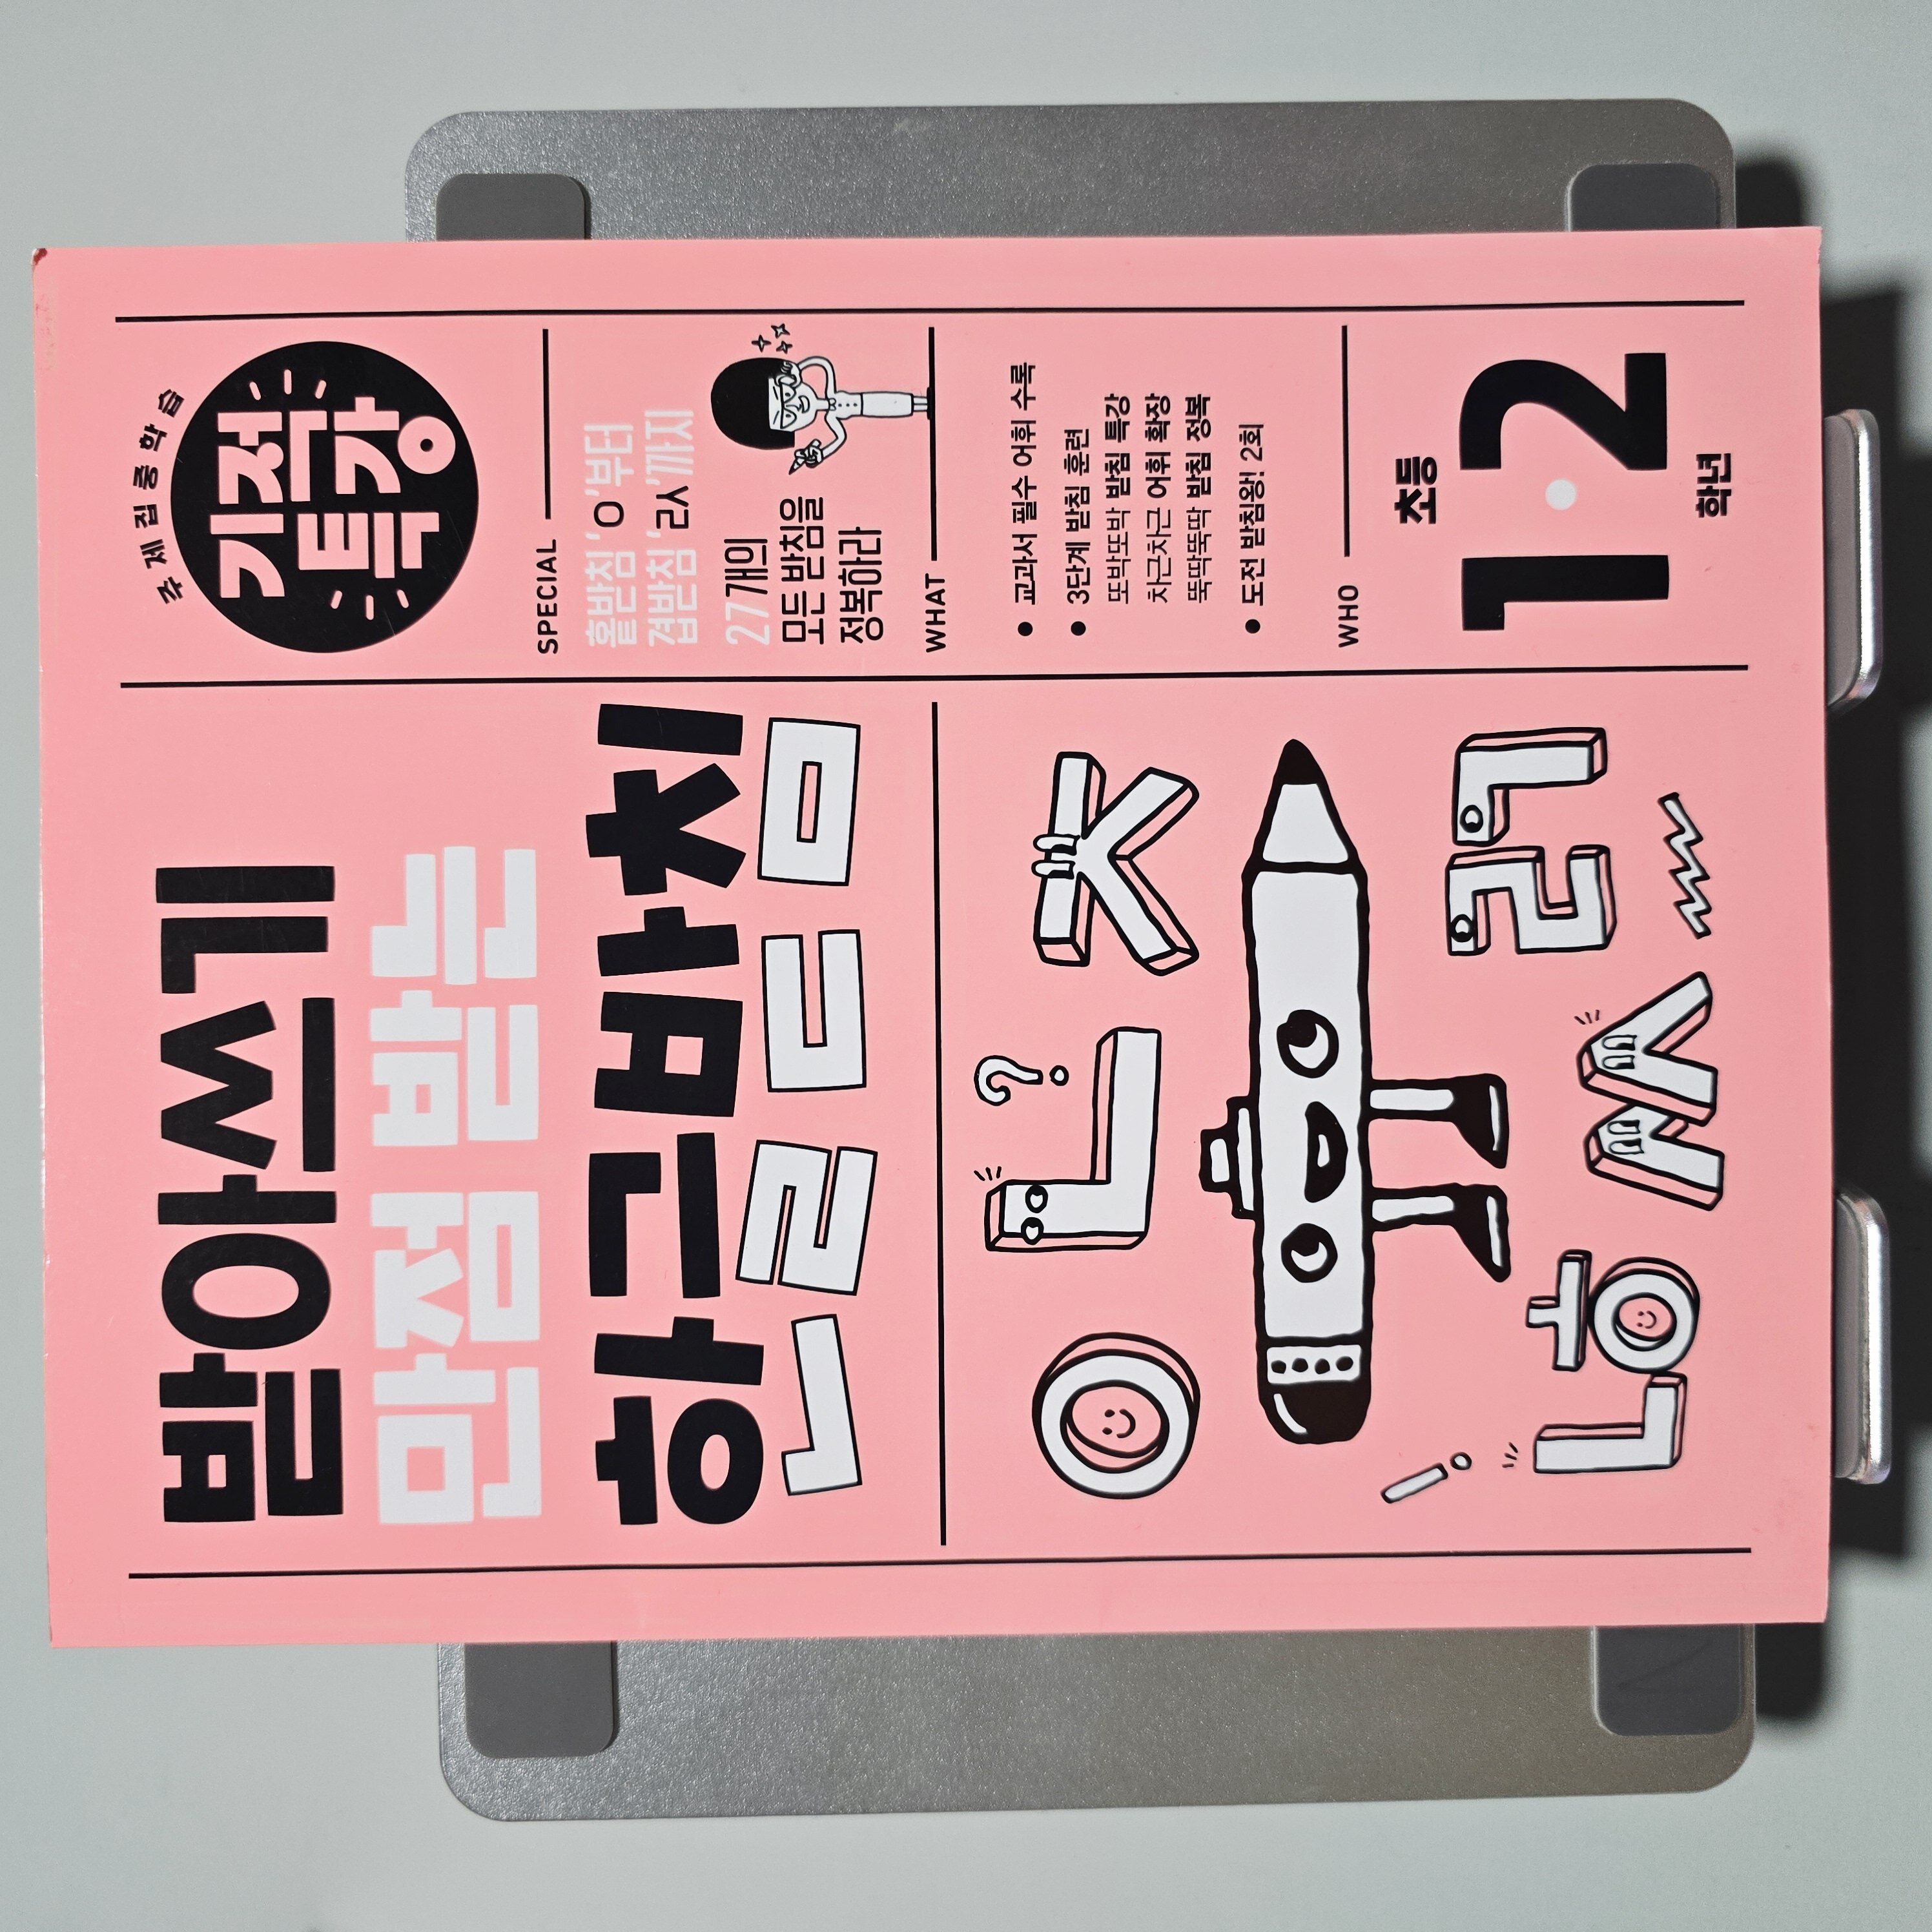 받아쓰기
만점 받는
한글받침
주제집중학습
기적
특강
SPECIAL
홑받침 'ㅇ'부터
겹받침 'ㄽ'까지
27개의
모든 받침을
정복하라
WHAT
● 교과서 필수 어휘 수록
● 3단계 받침 훈련
또박또박 받침 특강
차근차근 어휘 확장
뚝딱뚝딱 받침 정복
● 도전 받침왕! 2회
WHO
초등
1·2
학년
ㅇ ㄴ ? ㅈ
! ㄶ ㅆ ㄺ